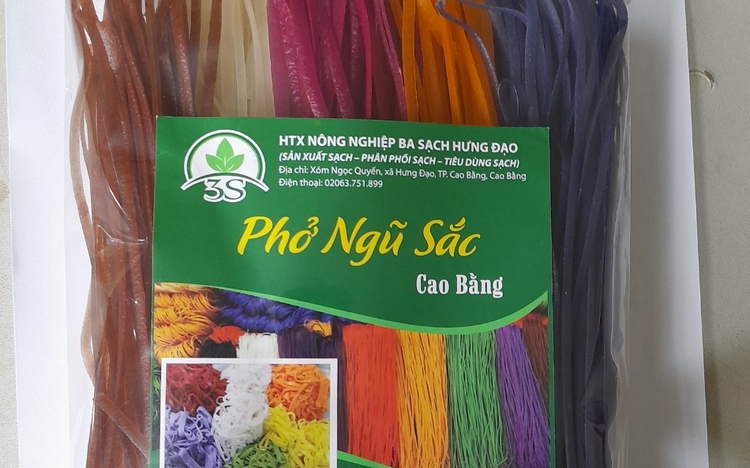 3S
HTX NÔNG NGHIỆP BA SẠCH HƯNG ĐẠO
(SẢN XUẤT SẠCH – PHÂN PHỐI SẠCH – TIÊU DÙNG SẠCH)
Địa chỉ: Xóm Ngọc Quyến, xã Hưng Đạo, TP. Cao Bằng, Cao Bằng
Điện thoại: 02063.751.899
Phở Ngũ Sắc
Cao Bằng